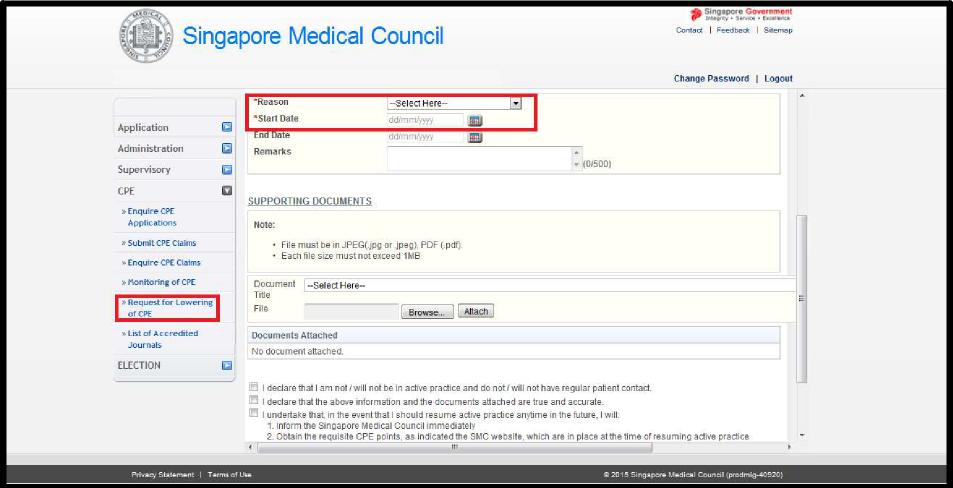 Singapore Government
Integrity • Service • Excellence
Contact | Feedback | Sitemap
SINGAPORE MEDICAL COUNCIL
Singapore Medical Council
Change Password | Logout
Application
Administration
Supervisory
CPE
» Enquire CPE
Applications
» Submit CPE Claims
» Enquire CPE Claims
» Monitoring of CPE
» Request for Lowering
of CPE
» List of Accredited
Journals
ELECTION
*Reason --Select Here--
*Start Date dd/mm/yyyy
End Date dd/mm/yyyy
Remarks (0/500)
SUPPORTING DOCUMENTS
Note:
• File must be in JPEG(.jpg or .jpeg), PDF (.pdf).
• Each file size must not exceed 1MB
Document --Select Here--
Title
File Browse... Attach
Documents Attached
No document attached.
I declare that I am not / will not be in active practice and do not / will not have regular patient contact.
I declare that the above information and the documents attached are true and accurate.
I undertake that, in the event that I should resume active practice anytime in the future, I will:
1. Inform the Singapore Medical Council immediately
2. Obtain the requisite CPE points, as indicated the SMC website, which are in place at the time of resuming active practice
Privacy Statement | Terms of Use
© 2015 Singapore Medical Council (prodmig-40920)